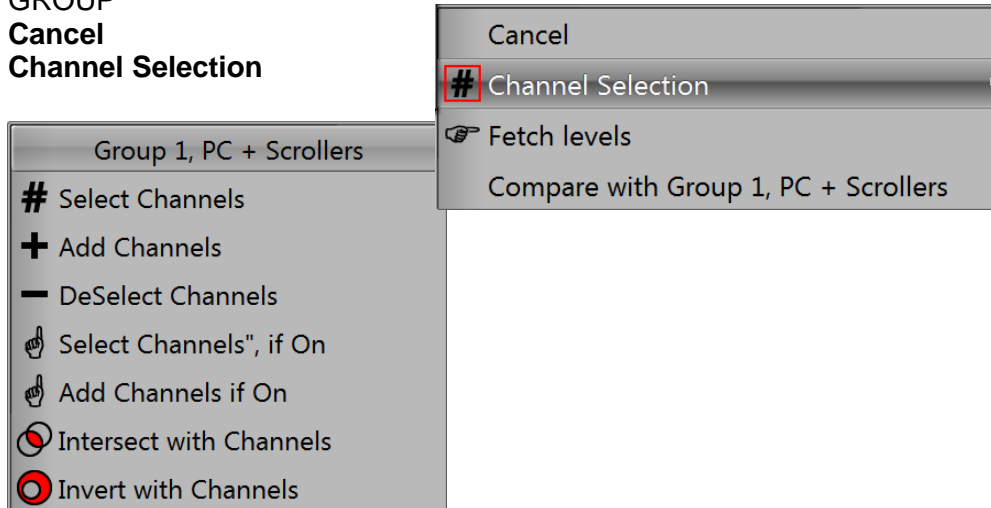 GROUP
Cancel
Channel Selection
Cancel
# Channel Selection
Fetch levels
Compare with Group 1, PC + Scrollers
Group 1, PC + Scrollers
# Select Channels
+ Add Channels
- DeSelect Channels
Select Channels", if On
Add Channels if On
Intersect with Channels
Invert with Channels